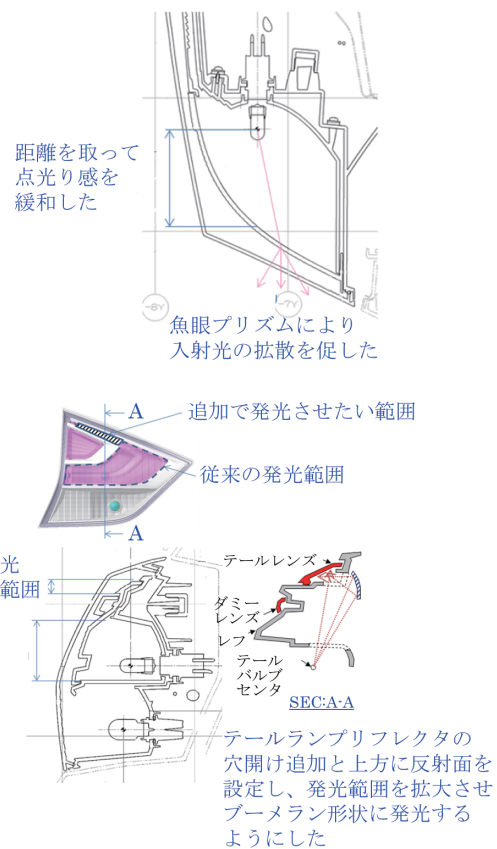 距離を取って
点光り感を
緩和した
-8Y
-7Y
魚眼プリズムにより
入射光の拡散を促した
A
追加で発光させたい範囲
従来の発光範囲
A
光
範囲
テールレンズ
ダミー
レンズ
レフ
テール
バルブ
センタ
SEC:A-A
テールランプリフレクタの
穴開け追加と上方に反射面を
設定し、発光範囲を拡大させ
ブーメラン形状に発光する
ようにした